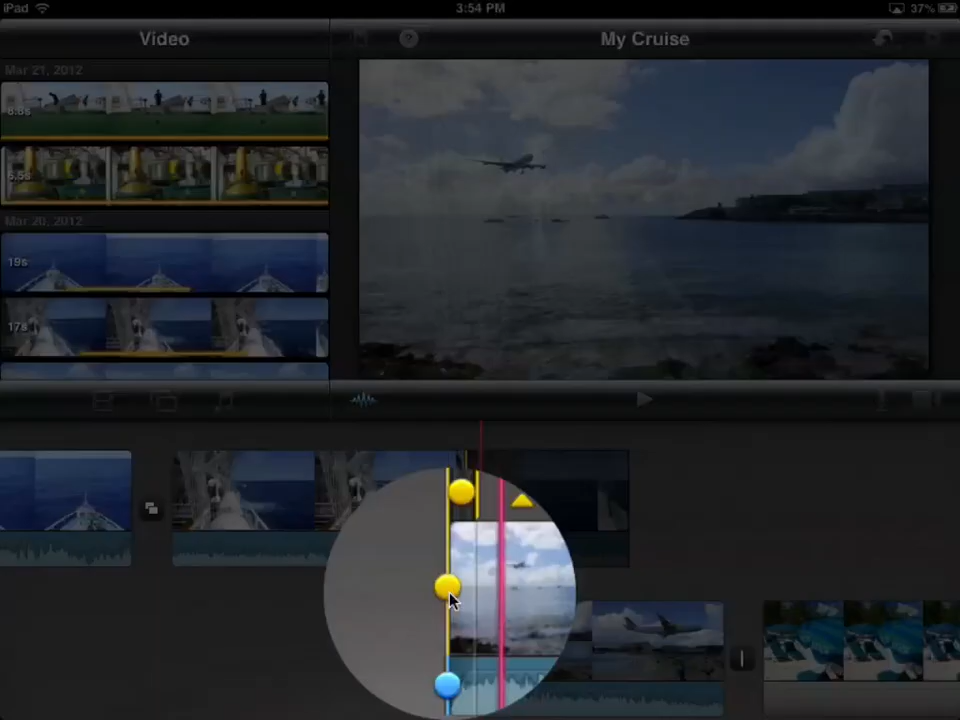 iPad 3:54 PM 37%
Video My Cruise
Mar 21, 2012
8.8s
6.5s
Mar 20, 2012
19s
17s